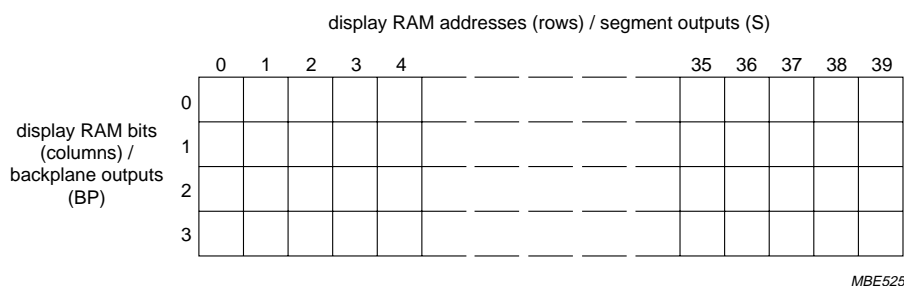 display RAM addresses (rows) / segment outputs (S)
0 1 2 3 4 35 36 37 38 39
0
display RAM bits
(columns) /
backplane outputs
(BP)
1
2
3
MBE525